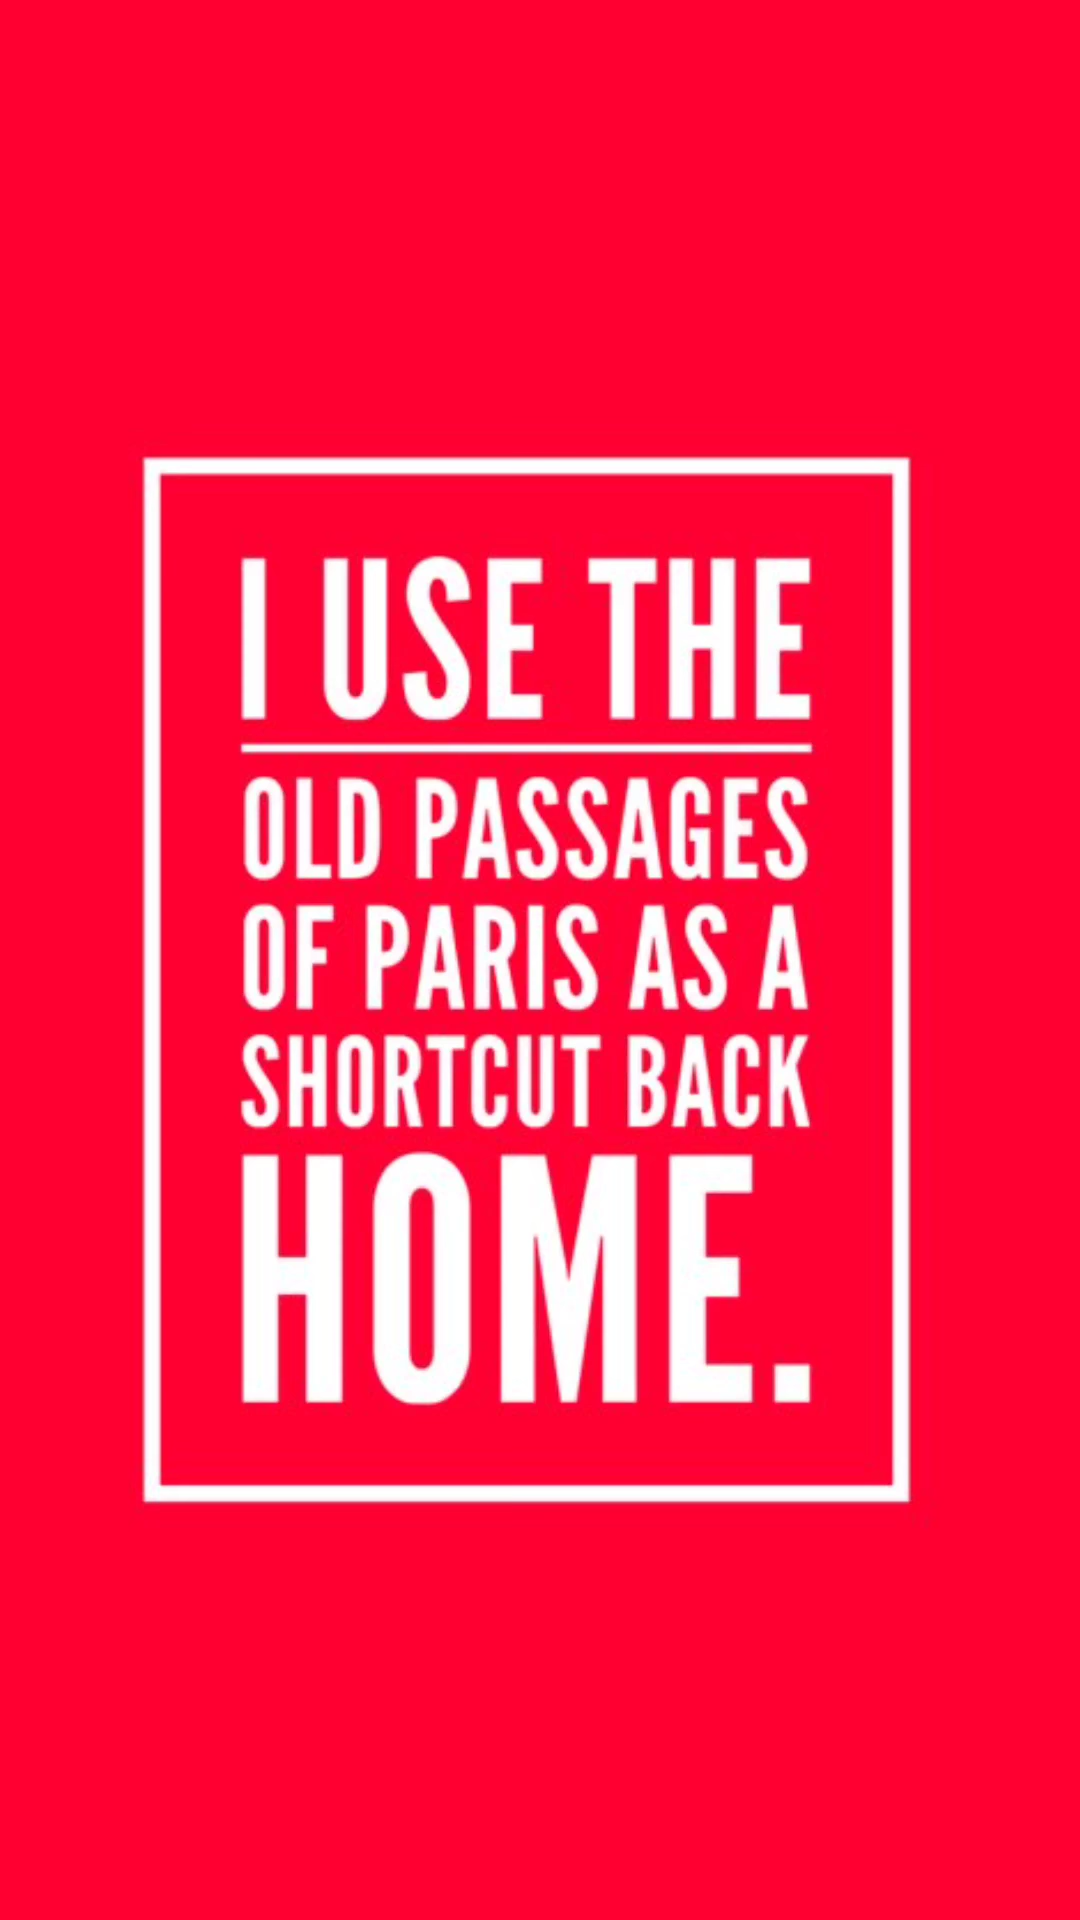 I USE THE
OLD PASSAGES
OF PARIS AS A
SHORTCUT BACK
HOME.